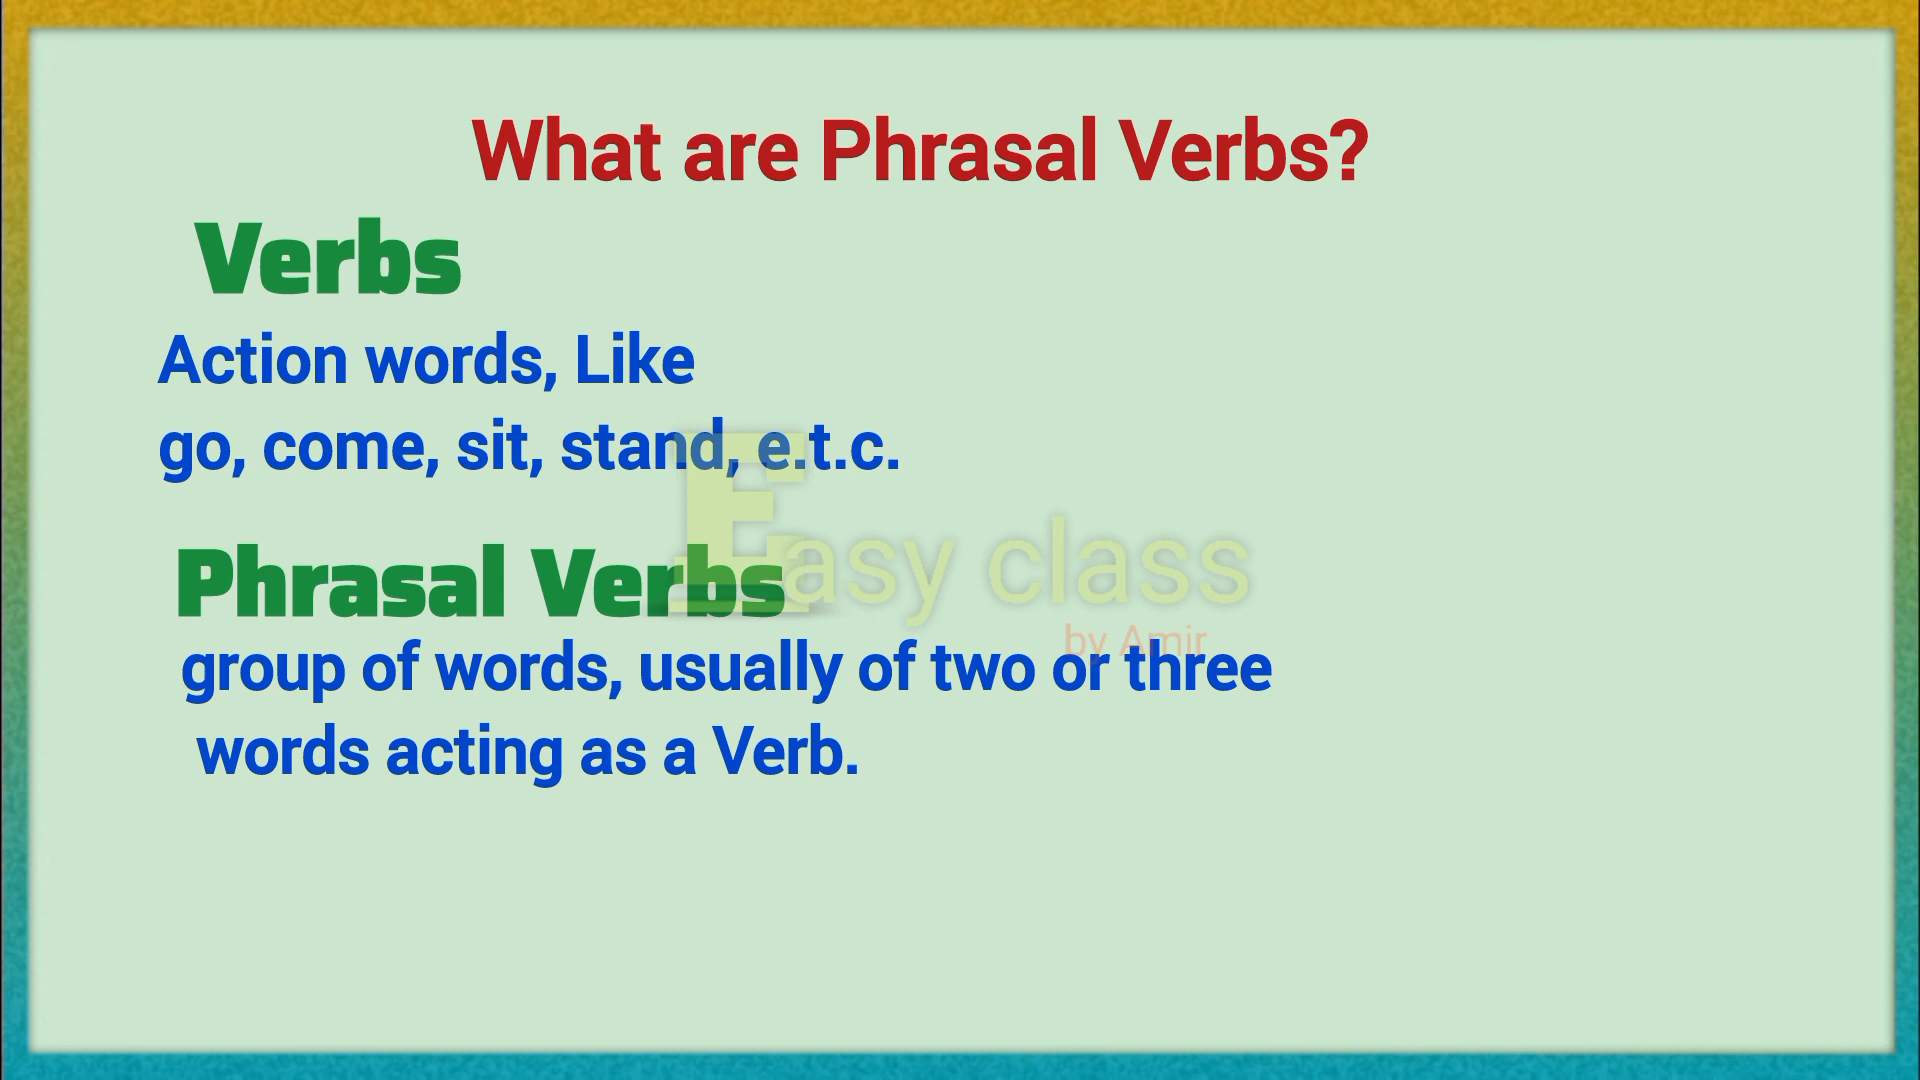 What are Phrasal Verbs?
Verbs
Action words, Like
go, come, sit, stand, e.t.c.
Easy class
by Amir
Phrasal Verbs
group of words, usually of two or three
words acting as a Verb.